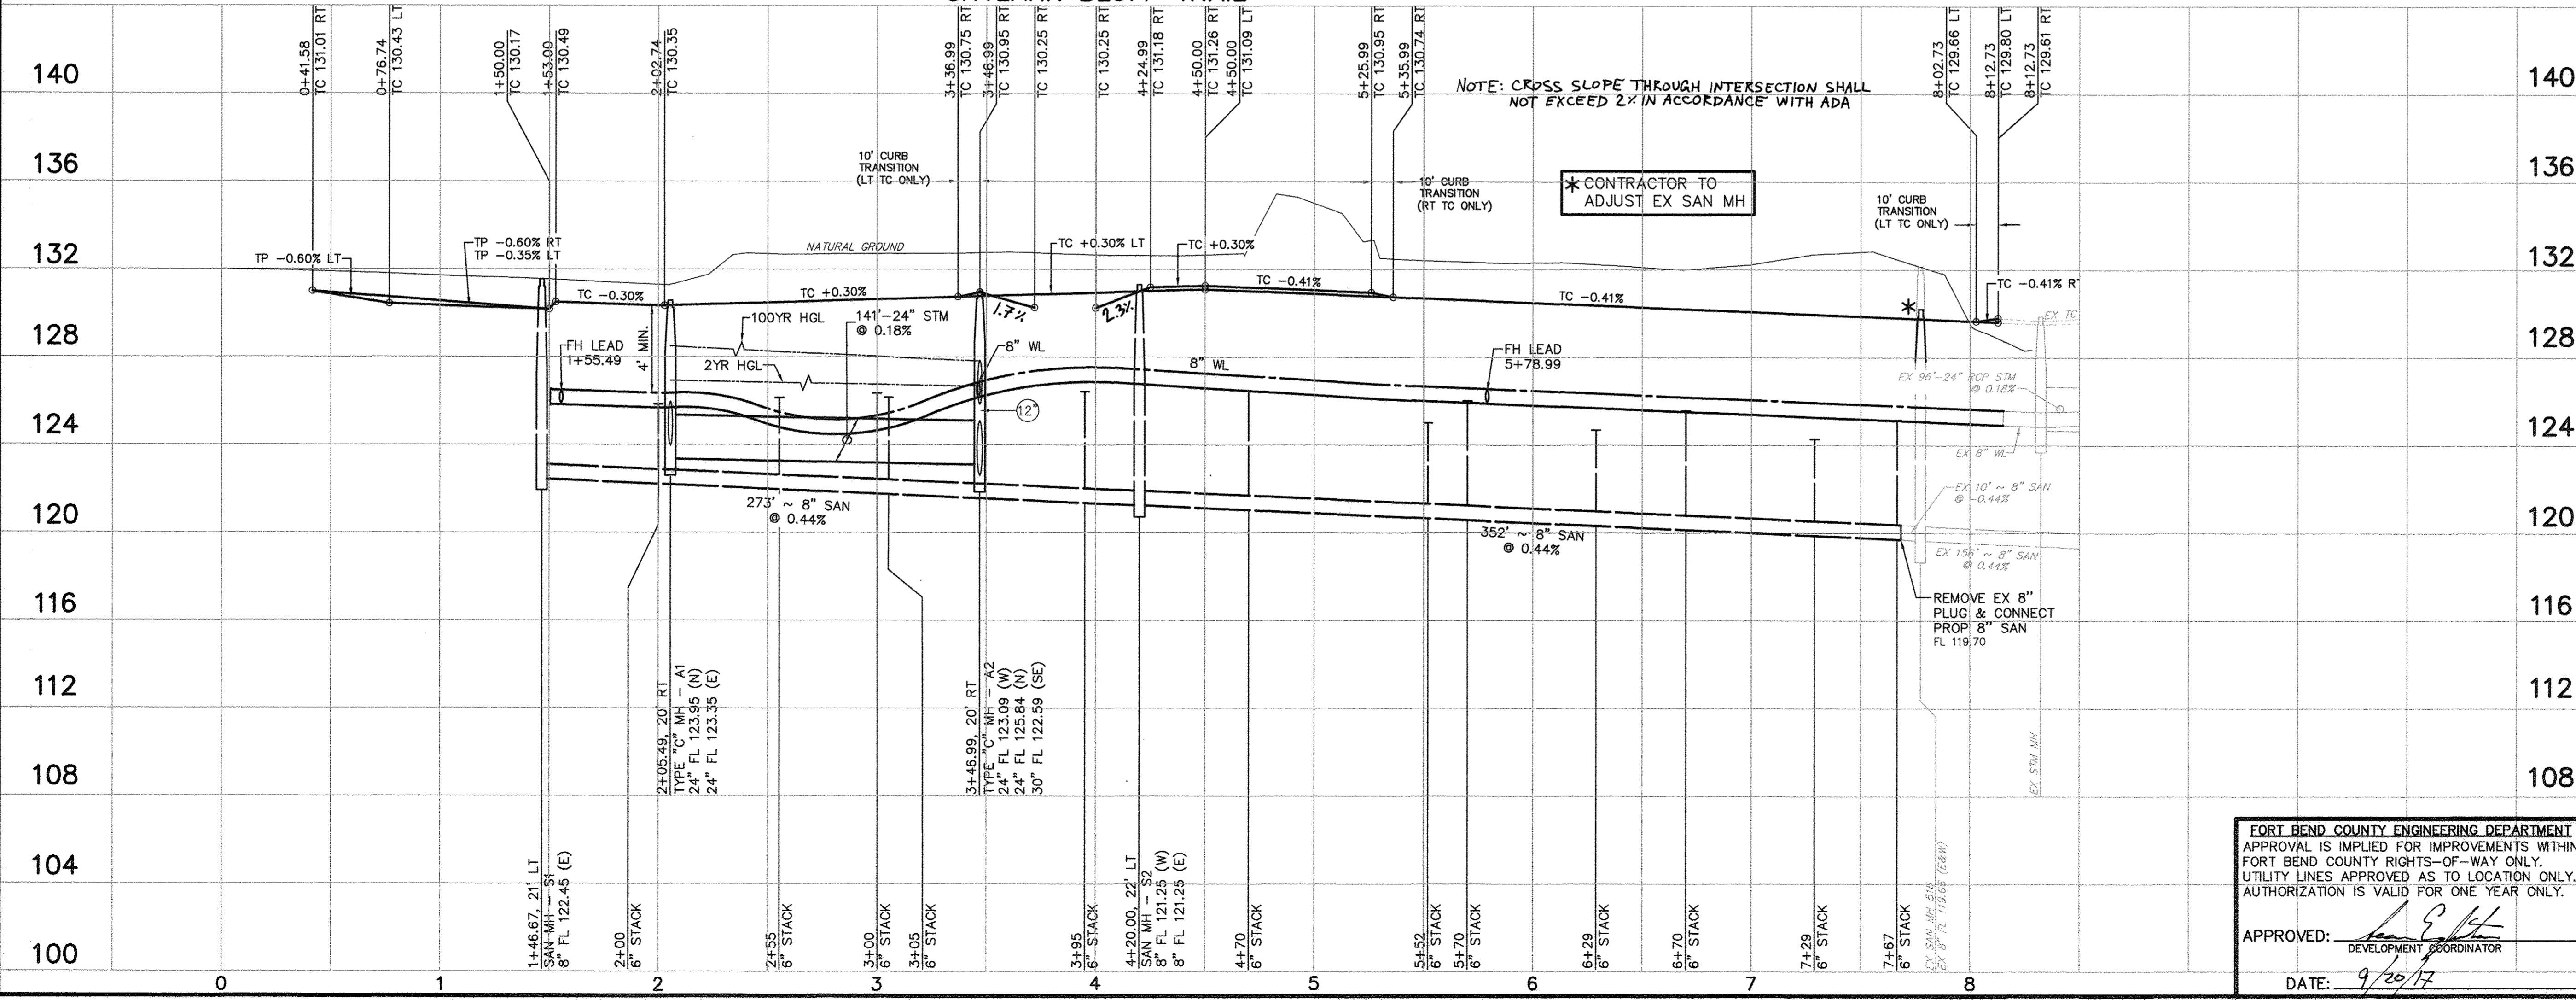 0+41.58
TC 131.01 RT
0+76.74
TC 130.43 LT
1+50.00
TC 130.17
1+53.00
TC 130.49
2+02.74
TC 130.35
3+36.99
TC 130.75 RT
3+46.99
TC 130.95 RT
TC 130.25 RT
TC 130.25 RT
4+24.99
TC 131.18 RT
4+50.00
TC 131.26 RT
4+50.00
TC 131.09 LT
5+25.99
TC 130.95 RT
5+35.99
TC 130.74 RT
8+02.73
TC 129.66 LT
8+12.73
TC 129.80 LT
8+12.73
TC 129.61 RT
140
140
NOTE: CROSS SLOPE THROUGH INTERSECTION SHALL
NOT EXCEED 2% IN ACCORDANCE WITH ADA
136
136
10' CURB
TRANSITION
(LT TC ONLY)
10' CURB
TRANSITION
(RT TC ONLY)
* CONTRACTOR TO
ADJUST EX SAN MH
10' CURB
TRANSITION
(LT TC ONLY)
132
132
TP -0.60% LT
TP -0.60% RT
TP -0.35% LT
NATURAL GROUND
TC +0.30% LT
TC +0.30%
TC -0.30%
TC +0.30%
TC -0.41%
TC -0.41%
TC -0.41% R
1.7%
2.3%
*
EX TC
128
128
FH LEAD
1+55.49
4' MIN.
100YR HGL
2YR HGL
141'-24" STM
@ 0.18%
8" WL
8" WL
FH LEAD
5+78.99
EX 96'-24" RCP STM
@ 0.18%
12"
124
124
EX 8" WL
EX 10' ~ 8" SAN
@ -0.44%
120
120
273' ~ 8" SAN
@ 0.44%
352' ~ 8" SAN
@ 0.44%
EX 156' ~ 8" SAN
@ 0.44%
116
116
REMOVE EX 8"
PLUG & CONNECT
PROP 8" SAN
FL 119.70
112
112
2+05.49, 20' RT
TYPE "C" MH - A1
24" FL 123.95 (N)
24" FL 123.35 (E)
3+46.99, 20' RT
TYPE "C" MH - A2
24" FL 123.09 (W)
24" FL 125.84 (N)
30" FL 122.59 (SE)
EX STM MH
108
108
104
100
1+46.67, 21' LT
SAN MH - S1
8" FL 122.45 (E)
2+00
6" STACK
2+55
6" STACK
3+00
6" STACK
3+05
6" STACK
3+95
6" STACK
4+20.00, 22' LT
SAN MH - S2
8" FL 121.25 (W)
8" FL 121.25 (E)
4+70
6" STACK
5+52
6" STACK
5+70
6" STACK
6+29
6" STACK
6+70
6" STACK
7+29
6" STACK
7+67
6" STACK
EX SAN MH 516
EX 8" FL 119.66 (E&W)
0 1 2 3 4 5 6 7 8
FORT BEND COUNTY ENGINEERING DEPARTMENT
APPROVAL IS IMPLIED FOR IMPROVEMENTS WITHIN
FORT BEND COUNTY RIGHTS-OF-WAY ONLY.
UTILITY LINES APPROVED AS TO LOCATION ONLY.
AUTHORIZATION IS VALID FOR ONE YEAR ONLY.
APPROVED:
DEVELOPMENT COORDINATOR
DATE: 9/20/17